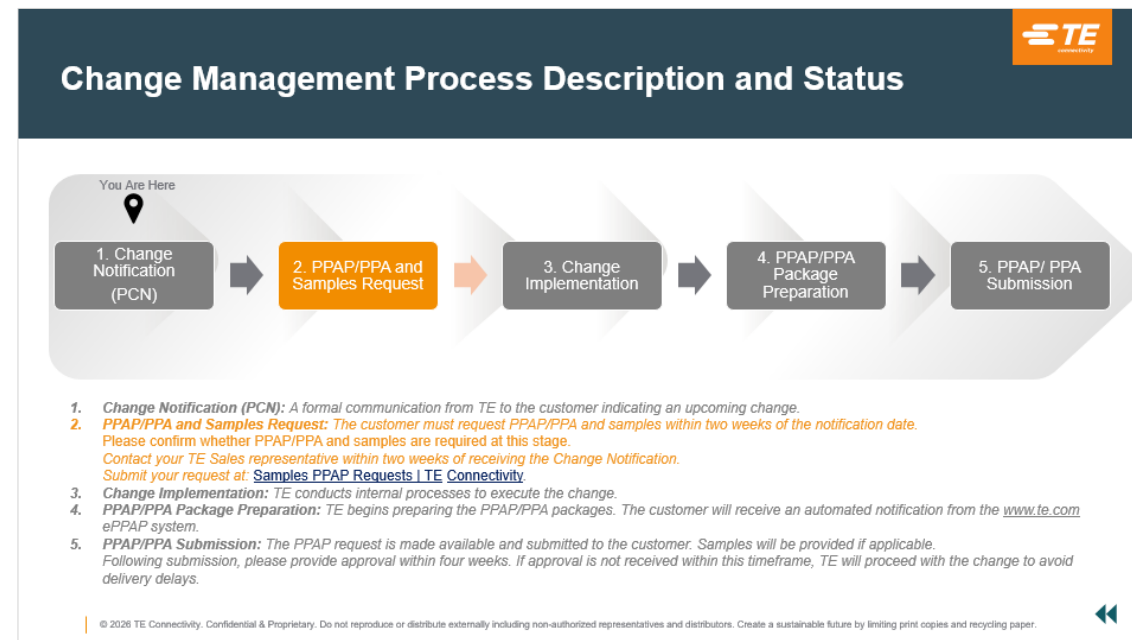 TE
connectivity
Change Management Process Description and Status
You Are Here
1. Change
Notification
(PCN)
2. PPAP/PPA and
Samples Request
3. Change
Implementation
4. PPAP/PPA
Package
Preparation
5. PPAP/ PPA
Submission
1. Change Notification (PCN): A formal communication from TE to the customer indicating an upcoming change.
2. PPAP/PPA and Samples Request: The customer must request PPAP/PPA and samples within two weeks of the notification date.
Please confirm whether PPAP/PPA and samples are required at this stage.
Contact your TE Sales representative within two weeks of receiving the Change Notification.
Submit your request at: Samples PPAP Requests | TE Connectivity.
3. Change Implementation: TE conducts internal processes to execute the change.
4. PPAP/PPA Package Preparation: TE begins preparing the PPAP/PPA packages. The customer will receive an automated notification from the www.te.com
ePPAP system.
5. PPAP/PPA Submission: The PPAP request is made available and submitted to the customer. Samples will be provided if applicable.
Following submission, please provide approval within four weeks. If approval is not received within this timeframe, TE will proceed with the change to avoid
delivery delays.
© 2026 TE Connectivity. Confidential & Proprietary. Do not reproduce or distribute externally including non-authorized representatives and distributors. Create a sustainable future by limiting print copies and recycling paper.